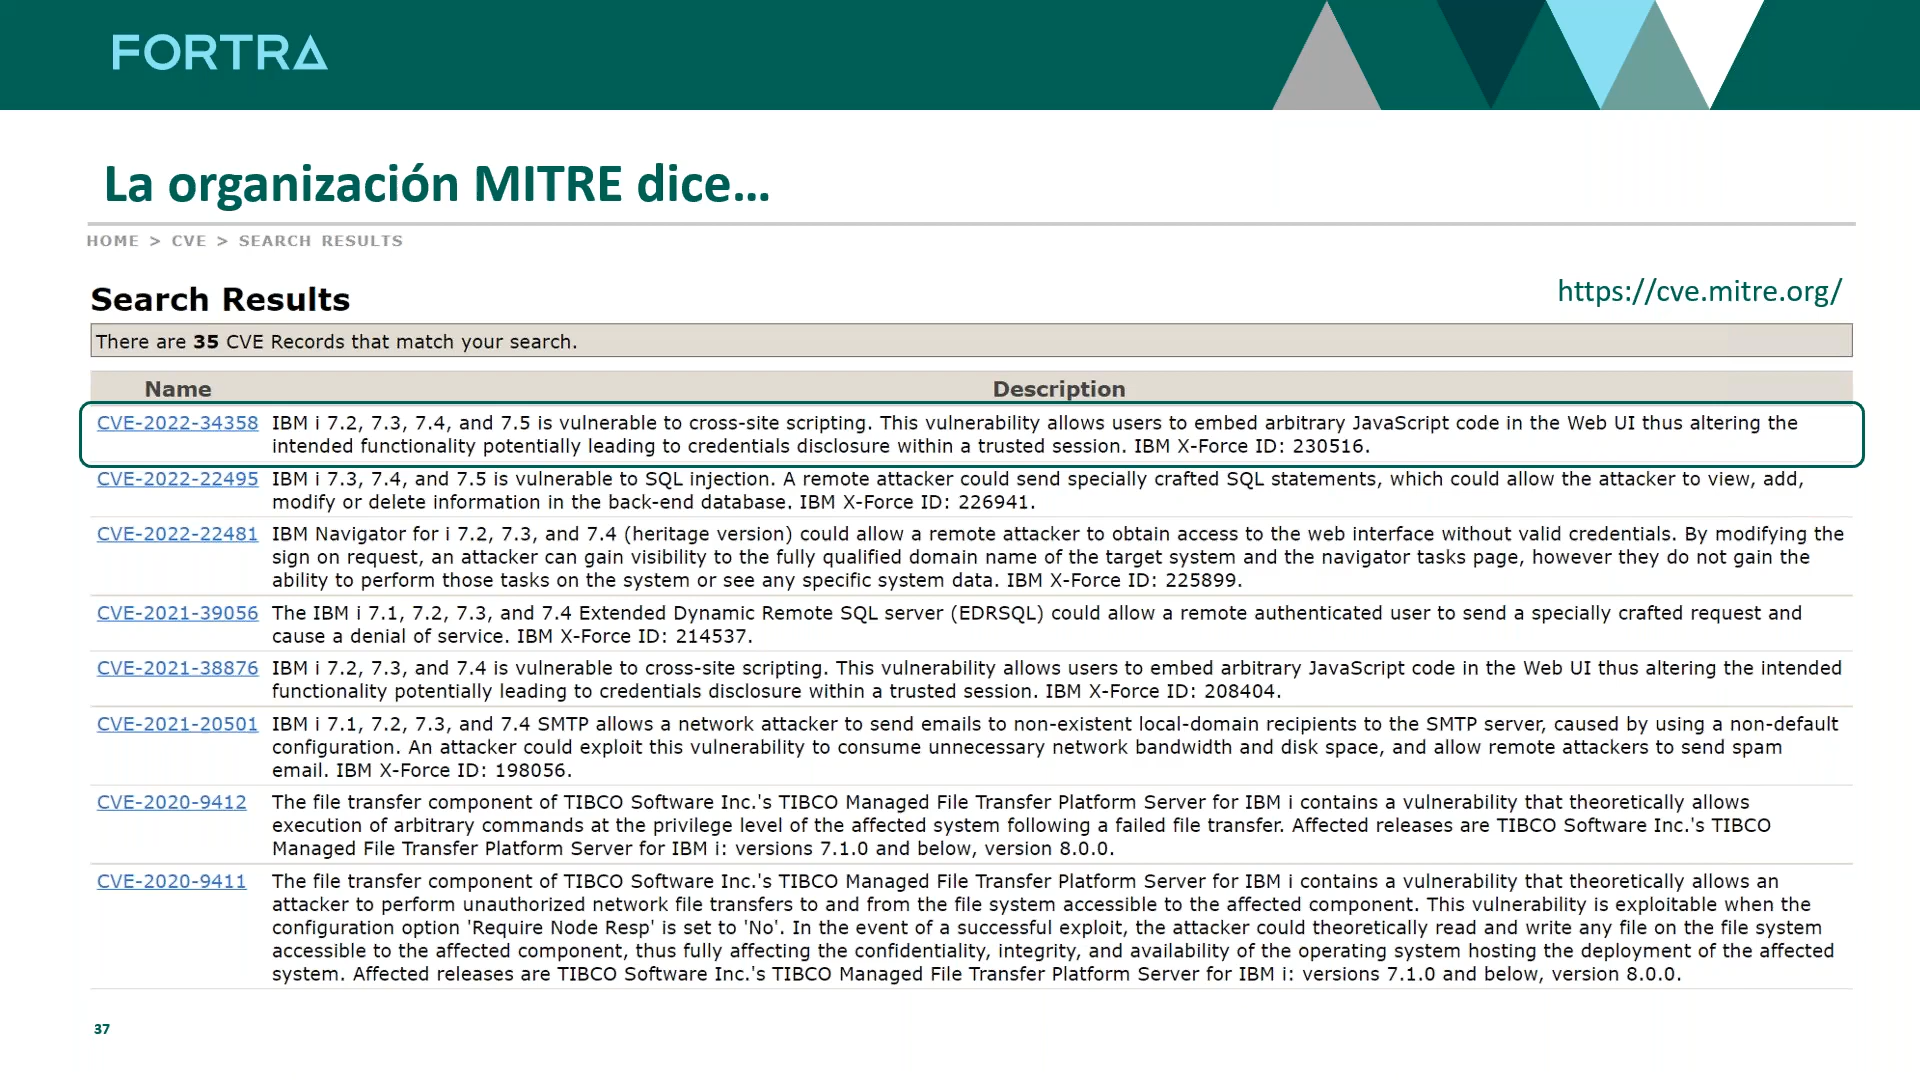 FORTRA
La organización MITRE dice...
HOME > CVE > SEARCH RESULTS
Search Results
https://cve.mitre.org/
There are 35 CVE Records that match your search.
Name Description
CVE-2022-34358 IBM i 7.2, 7.3, 7.4, and 7.5 is vulnerable to cross-site scripting. This vulnerability allows users to embed arbitrary JavaScript code in the Web UI thus altering the
intended functionality potentially leading to credentials disclosure within a trusted session. IBM X-Force ID: 230516.
CVE-2022-22495 IBM i 7.3, 7.4, and 7.5 is vulnerable to SQL injection. A remote attacker could send specially crafted SQL statements, which could allow the attacker to view, add,
modify or delete information in the back-end database. IBM X-Force ID: 226941.
CVE-2022-22481 IBM Navigator for i 7.2, 7.3, and 7.4 (heritage version) could allow a remote attacker to obtain access to the web interface without valid credentials. By modifying the
sign on request, an attacker can gain visibility to the fully qualified domain name of the target system and the navigator tasks page, however they do not gain the
ability to perform those tasks on the system or see any specific system data. IBM X-Force ID: 225899.
CVE-2021-39056 The IBM i 7.1, 7.2, 7.3, and 7.4 Extended Dynamic Remote SQL server (EDRSQL) could allow a remote authenticated user to send a specially crafted request and
cause a denial of service. IBM X-Force ID: 214537.
CVE-2021-38876 IBM i 7.2, 7.3, and 7.4 is vulnerable to cross-site scripting. This vulnerability allows users to embed arbitrary JavaScript code in the Web UI thus altering the intended
functionality potentially leading to credentials disclosure within a trusted session. IBM X-Force ID: 208404.
CVE-2021-20501 IBM i 7.1, 7.2, 7.3, and 7.4 SMTP allows a network attacker to send emails to non-existent local-domain recipients to the SMTP server, caused by using a non-default
configuration. An attacker could exploit this vulnerability to consume unnecessary network bandwidth and disk space, and allow remote attackers to send spam
email. IBM X-Force ID: 198056.
CVE-2020-9412 The file transfer component of TIBCO Software Inc.'s TIBCO Managed File Transfer Platform Server for IBM i contains a vulnerability that theoretically allows
execution of arbitrary commands at the privilege level of the affected system following a failed file transfer. Affected releases are TIBCO Software Inc.'s TIBCO
Managed File Transfer Platform Server for IBM i: versions 7.1.0 and below, version 8.0.0.
CVE-2020-9411 The file transfer component of TIBCO Software Inc.'s TIBCO Managed File Transfer Platform Server for IBM i contains a vulnerability that theoretically allows an
attacker to perform unauthorized network file transfers to and from the file system accessible to the affected component. This vulnerability is exploitable when the
configuration option 'Require Node Resp' is set to 'No'. In the event of a successful exploit, the attacker could theoretically read and write any file on the file system
accessible to the affected component, thus fully affecting the confidentiality, integrity, and availability of the operating system hosting the deployment of the affected
system. Affected releases are TIBCO Software Inc.'s TIBCO Managed File Transfer Platform Server for IBM i: versions 7.1.0 and below, version 8.0.0.
37